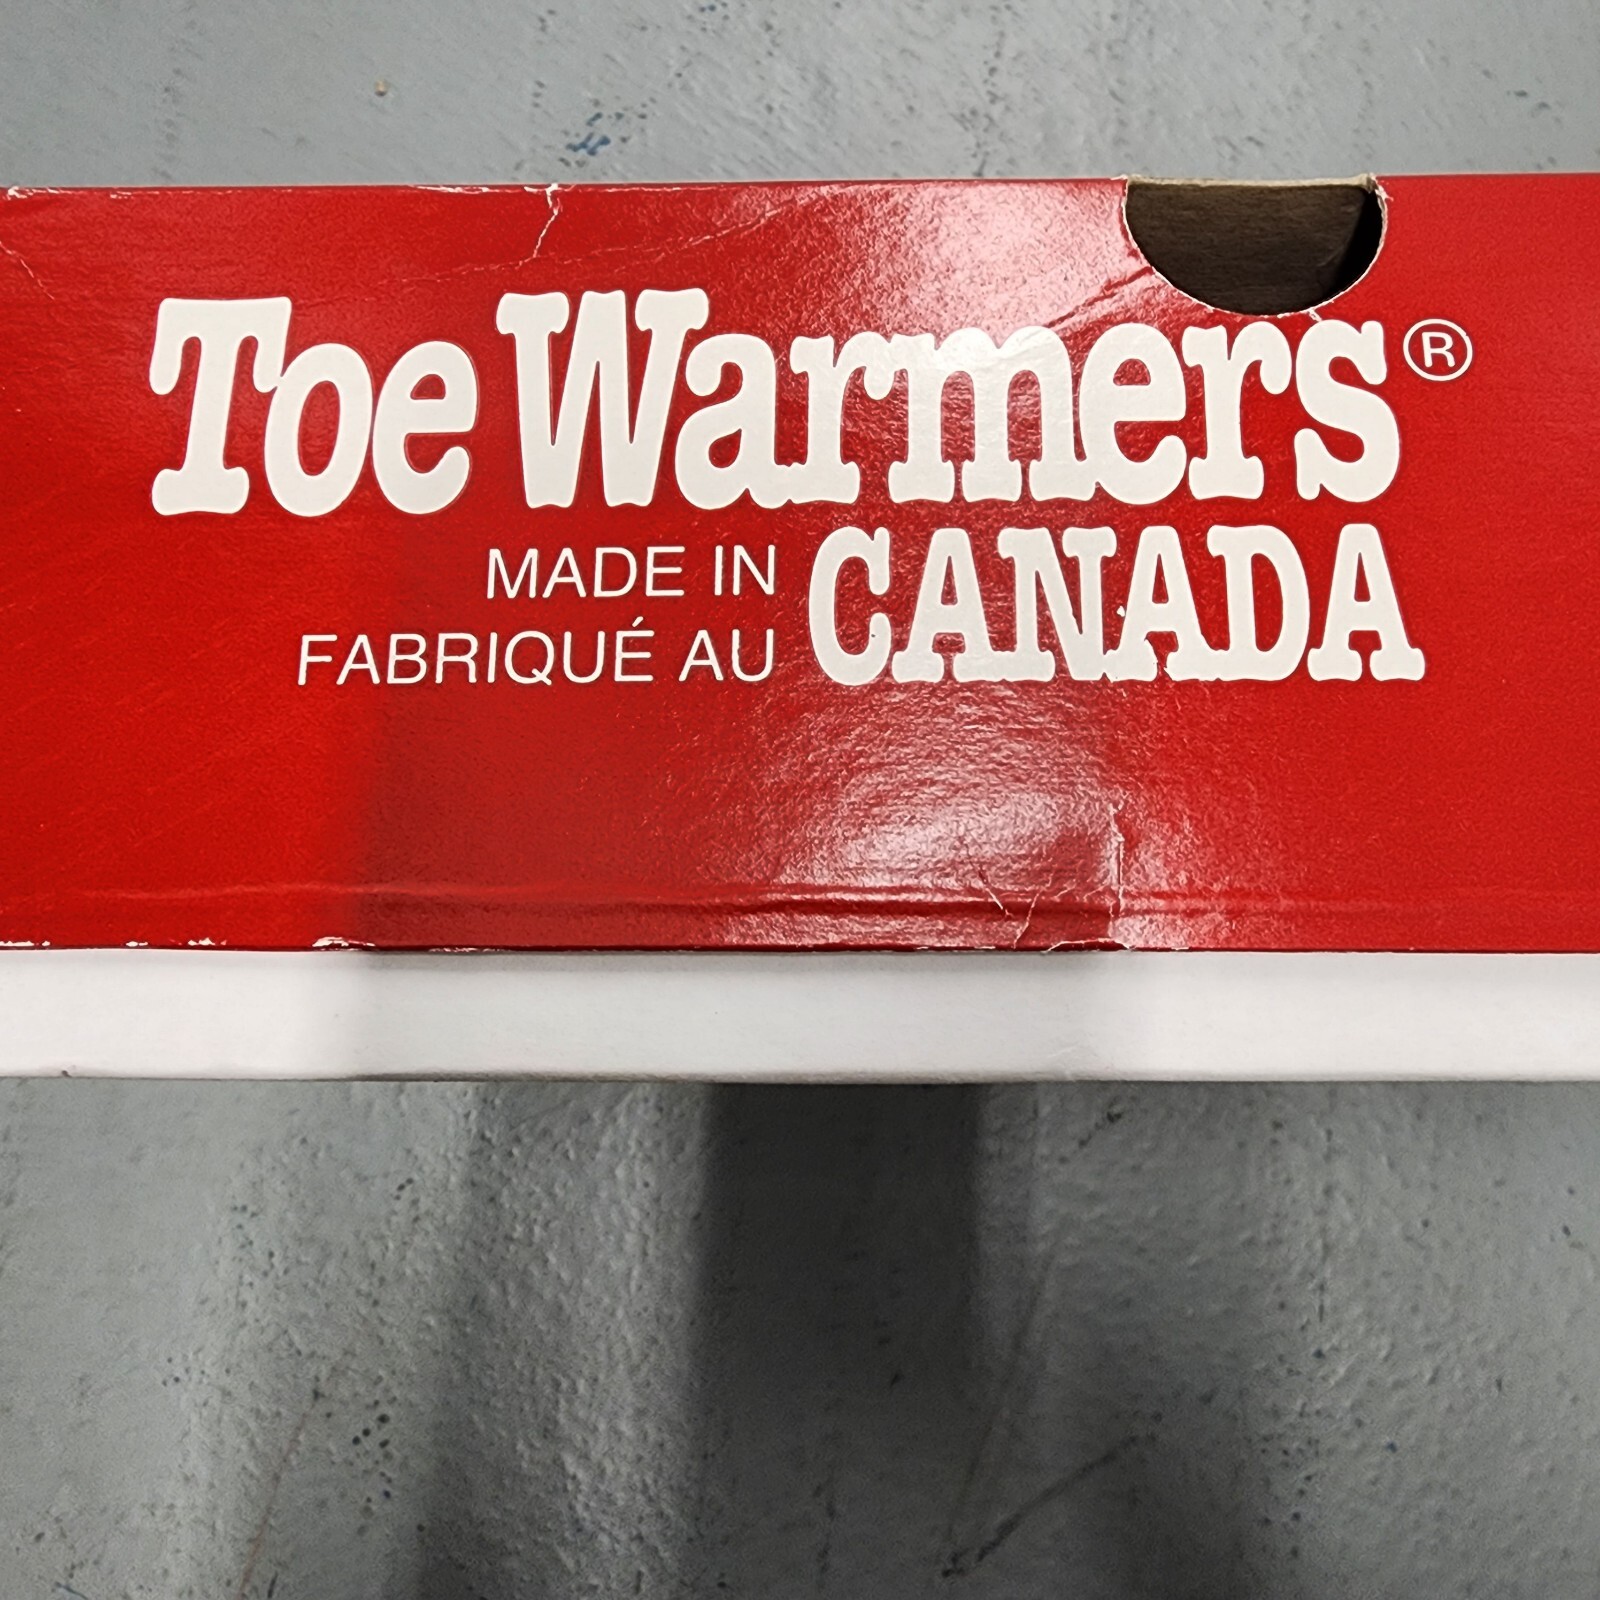 Toe Warmers®
MADE IN
FABRIQUÉ AU
CANADA